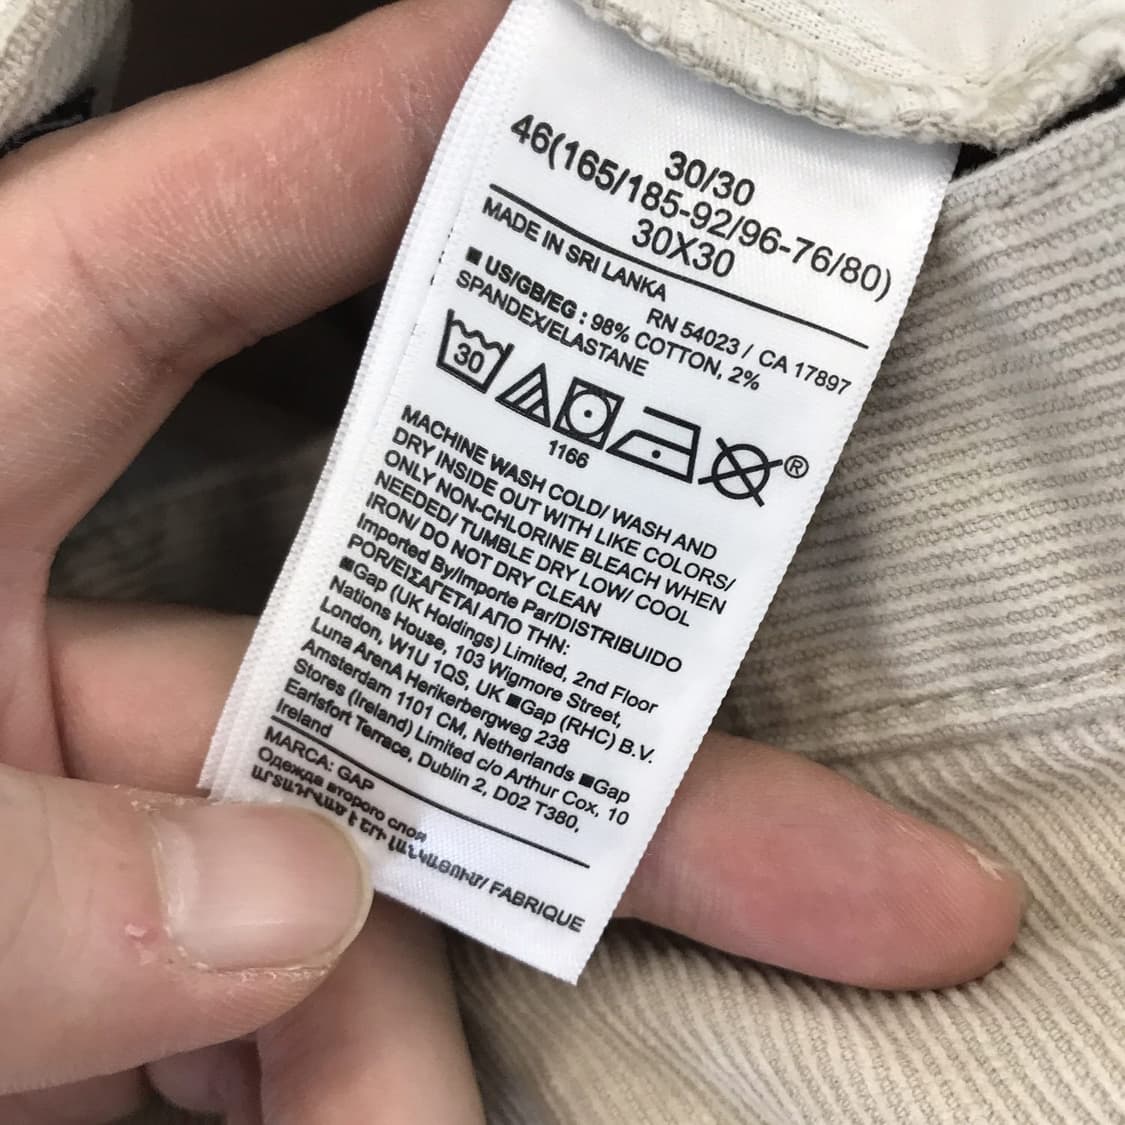 30/30
46(165/185-92/96-76/80)
30X30
MADE IN SRI LANKA
RN 54023 / CA 17897
■ US/GB/EG : 98% COTTON, 2%
SPANDEX/ELASTANE
30
®
1166
MACHINE WASH COLD/ WASH AND
DRY INSIDE OUT WITH LIKE COLORS/
ONLY NON-CHLORINE BLEACH WHEN
NEEDED/ TUMBLE DRY LOW/ COOL
IRON/ DO NOT DRY CLEAN
Imported By/Importe Par/DISTRIBUIDO
POR/ΕΙΣΑΓΕΤΑΙ ΑΠΟ ΤΗΝ:
■Gap (UK Holdings) Limited, 2nd Floor
Nations House, 103 Wigmore Street,
London, W1U 1QS, UK ■Gap (RHC) B.V.
Luna ArenA Herikerbergweg 238
Amsterdam 1101 CM, Netherlands ■Gap
Stores (Ireland) Limited c/o Arthur Cox, 10
Earlsfort Terrace, Dublin 2, D02 T380,
Ireland
MARCA: GAP
Одежда второго слоя
ԱՐՏԱԴՐՎԱԾ Է ՇՐԻ ԼԱՆԿԱՅՈՒՄ/ FABRIQUE